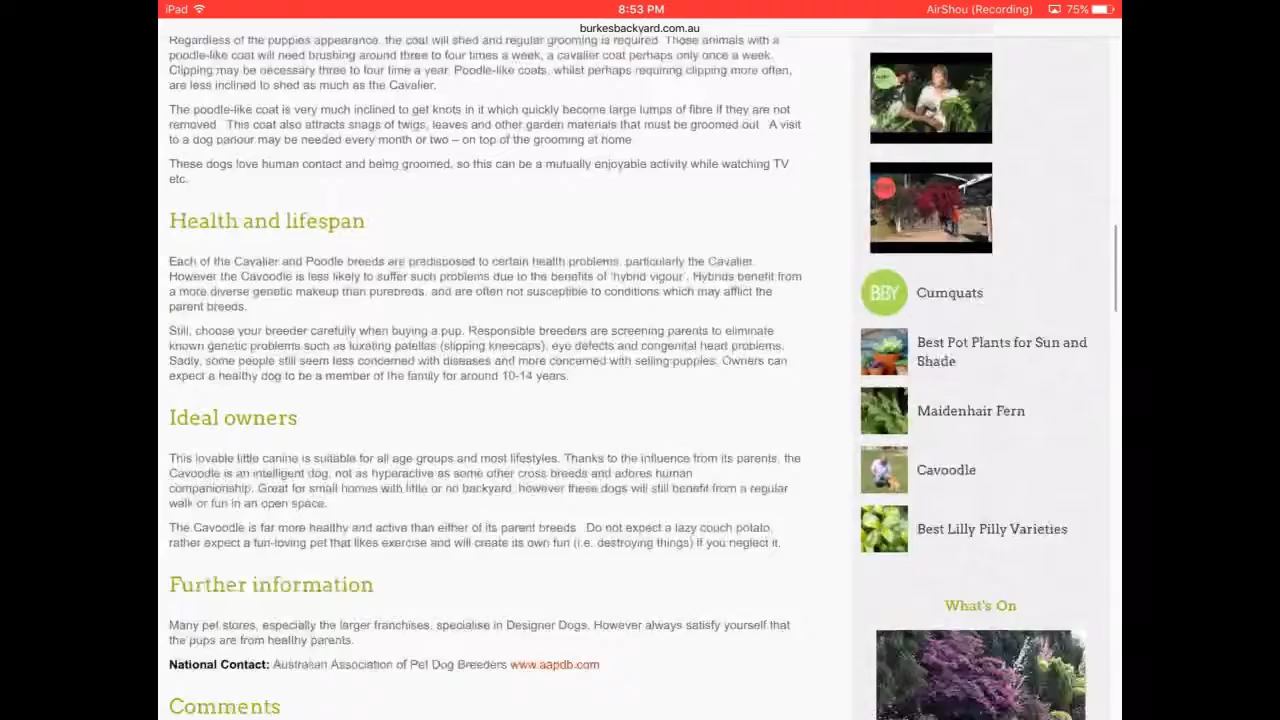 iPad
8:53 PM
AirShou (Recording)
75%
burkesbackyard.com.au
Regardless of the puppies appearance, the coat will shed and regular grooming is required. Those animals with a
poodle-like coat will need brushing around three to four times a week, a cavalier coat perhaps only once a week.
Clipping may be necessary three to four time a year. Poodle-like coats, whilst perhaps requiring clipping more often,
are less inclined to shed as much as the Cavalier.
The poodle-like coat is very much inclined to get knots in it which quickly become large lumps of fibre if they are not
removed. This coat also attracts snags of twigs, leaves and other garden materials that must be groomed out. A visit
to a dog parlour may be needed every month or two – on top of the grooming at home.
These dogs love human contact and being groomed, so this can be a mutually enjoyable activity while watching TV
etc.
Health and lifespan
Each of the Cavalier and Poodle breeds are predisposed to certain health problems, particularly the Cavalier.
However the Cavoodle is less likely to suffer such problems due to the benefits of 'hybrid vigour'. Hybrids benefit from
a more diverse genetic makeup than purebreds, and are often not susceptible to conditions which may afflict the
parent breeds.
Still, choose your breeder carefully when buying a pup. Responsible breeders are screening parents to eliminate
known genetic problems such as luxating patellas (slipping kneecaps), eye defects and congenital head problems.
Sadly, some people still seem less concerned with diseases and more concerned with selling puppies. Owners can
expect a healthy dog to be a member of the family for around 10-14 years.
Ideal owners
This lovable little canine is suitable for all age groups and most lifestyles. Thanks to the influence from its parents, the
Cavoodle is an intelligent dog, not as hyperactive as some other cross breeds and adores human
companionship. Great for small homes with little or no backyard, however these dogs will still benefit from a regular
walk or fun in an open space.
The Cavoodle is far more healthy and active than either of its parent breeds. Do not expect a lazy couch potato,
rather expect a fun-loving pet that likes exercise and will create its own fun (i.e. destroying things) if you neglect it.
Further information
Many pet stores, especially the larger franchises, specialise in Designer Dogs. However always satisfy yourself that
the pups are from healthy parents.
National Contact: Australian Association of Pet Dog Breeders www.aapdb.com
Comments
BBY
Cumquats
Best Pot Plants for Sun and
Shade
Maidenhair Fern
Cavoodle
Best Lilly Pilly Varieties
What's On